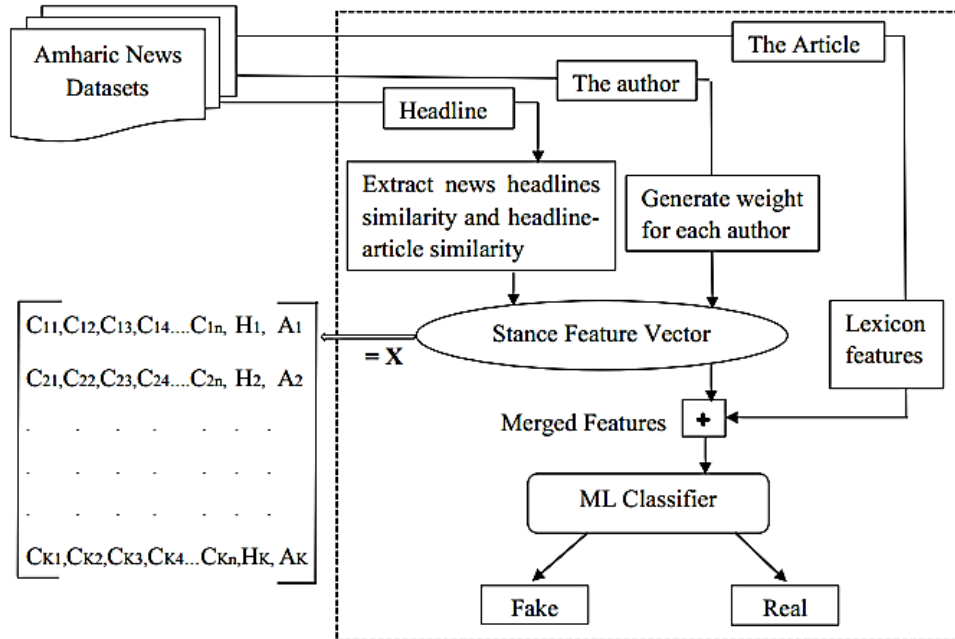 Amharic News
Datasets
The Article
The author
Headline
Extract news headlines
similarity and headline-
article similarity
Generate weight
for each author
Stance Feature Vector
Lexicon
features
= X
C11,C12,C13,C14....C1n, H1, A1
C21,C22,C23,C24....C2n, H2, A2
. . . . . . .
. . . . . . .
. . . . . . .
CK1,CK2,CK3,CK4...CKn,HK, AK
Merged Features
+
ML Classifier
Fake
Real